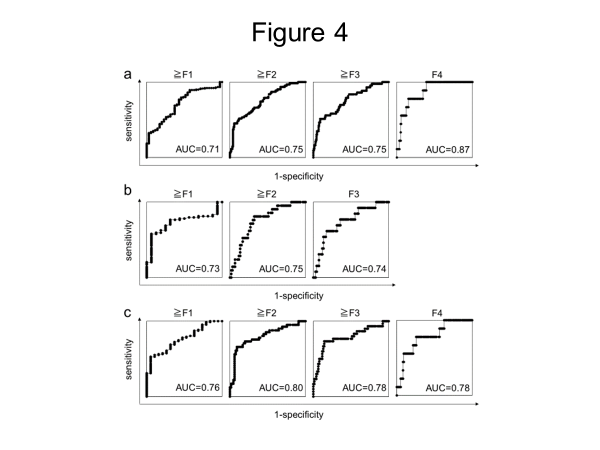 Figure 4
a
≧F1 ≧F2 ≧F3 F4
sensitivity
AUC=0.71 AUC=0.75 AUC=0.75 AUC=0.87
1-specificity
b
≧F1 ≧F2 F3
sensitivity
AUC=0.73 AUC=0.75 AUC=0.74
1-specificity
c
≧F1 ≧F2 ≧F3 F4
sensitivity
AUC=0.76 AUC=0.80 AUC=0.78 AUC=0.78
1-specificity